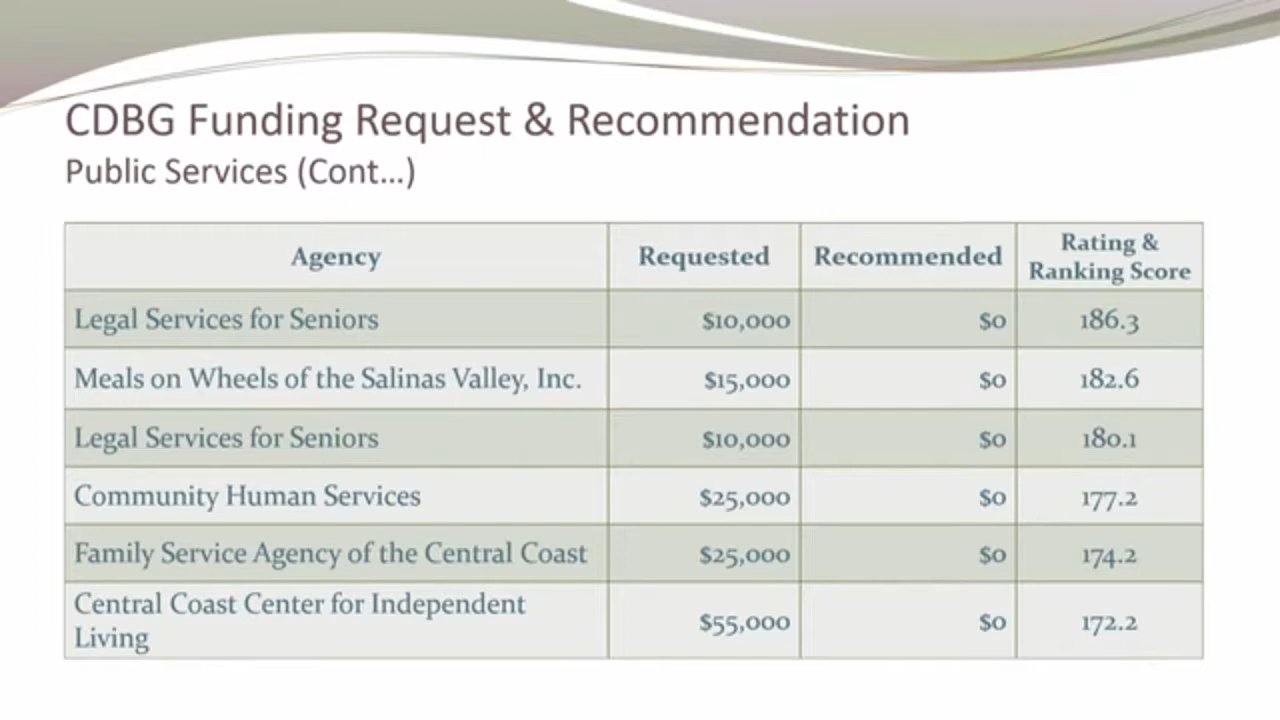 CDBG Funding Request & Recommendation
Public Services (Cont...)
Agency Requested Recommended Rating & Ranking Score
Legal Services for Seniors $10,000 $0 186.3
Meals on Wheels of the Salinas Valley, Inc. $15,000 $0 182.6
Legal Services for Seniors $10,000 $0 180.1
Community Human Services $25,000 $0 177.2
Family Service Agency of the Central Coast $25,000 $0 174.2
Central Coast Center for Independent
Living $55,000 $0 172.2